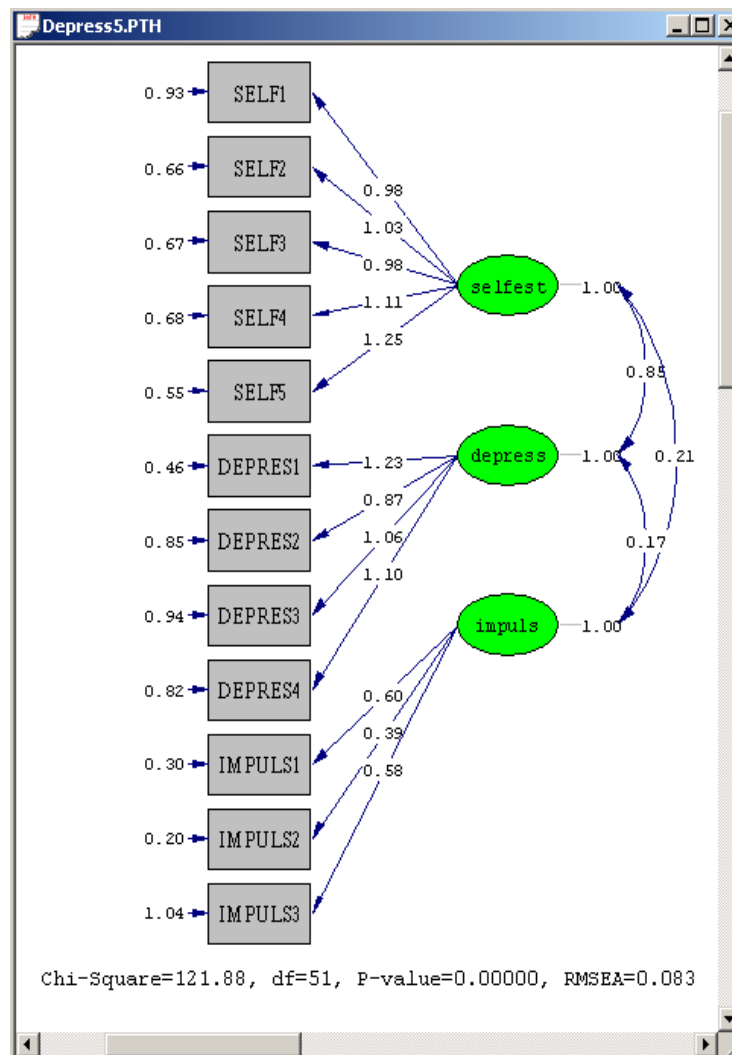 Depress5.PTH
0.93 SELF1
0.98
0.66 SELF2
1.03
0.67 SELF3
0.98
selfest 1.00
0.68 SELF4
1.11
1.25
0.85
0.55 SELF5
0.46 DEPRES1
1.23
depress 1.00
0.21
0.87
0.85 DEPRES2
1.06
0.17
1.10
0.94 DEPRES3
impuls 1.00
0.82 DEPRES4
0.60
0.39
0.30 IMPULS1
0.58
0.20 IMPULS2
1.04 IMPULS3
Chi-Square=121.88, df=51, P-value=0.00000, RMSEA=0.083